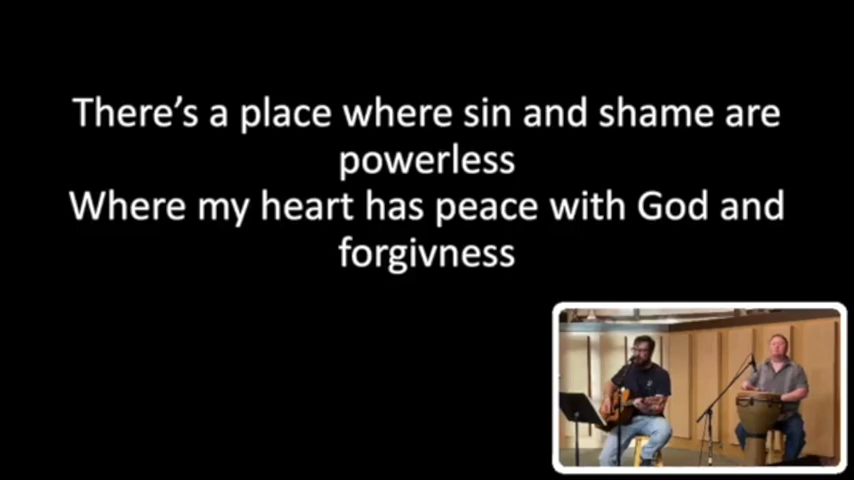 There’s a place where sin and shame are
powerless
Where my heart has peace with God and
forgivness